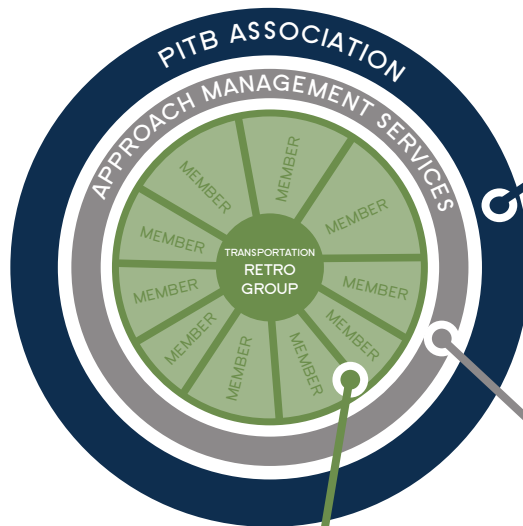 PITB ASSOCIATION
APPROACH MANAGEMENT SERVICES
MEMBER
MEMBER
MEMBER
MEMBER
MEMBER
MEMBER
MEMBER
MEMBER
MEMBER
MEMBER
MEMBER
TRANSPORTATION
RETRO
GROUP